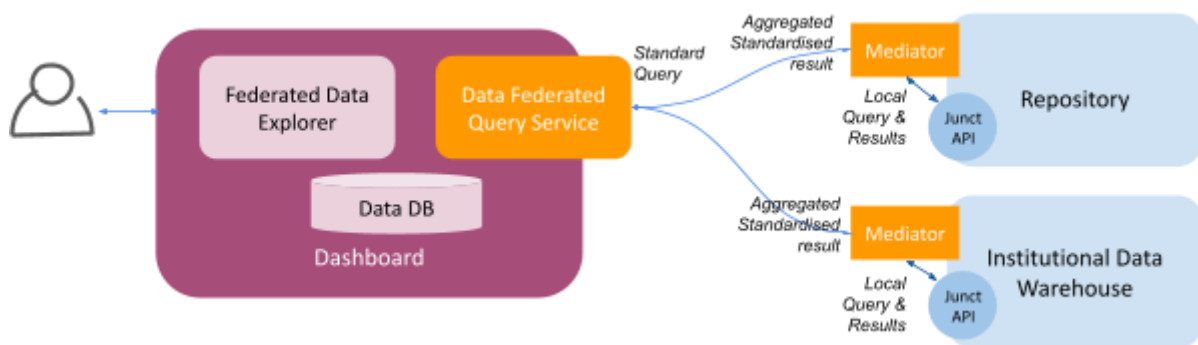 Federated Data
Explorer
Data Federated
Query Service
Data DB
Dashboard
Standard
Query
Aggregated
Standardised
result
Mediator
Local
Query &
Results
Junct
API
Repository
Aggregated
Standardised
result
Mediator
Local
Query &
Results
Junct
API
Institutional Data
Warehouse